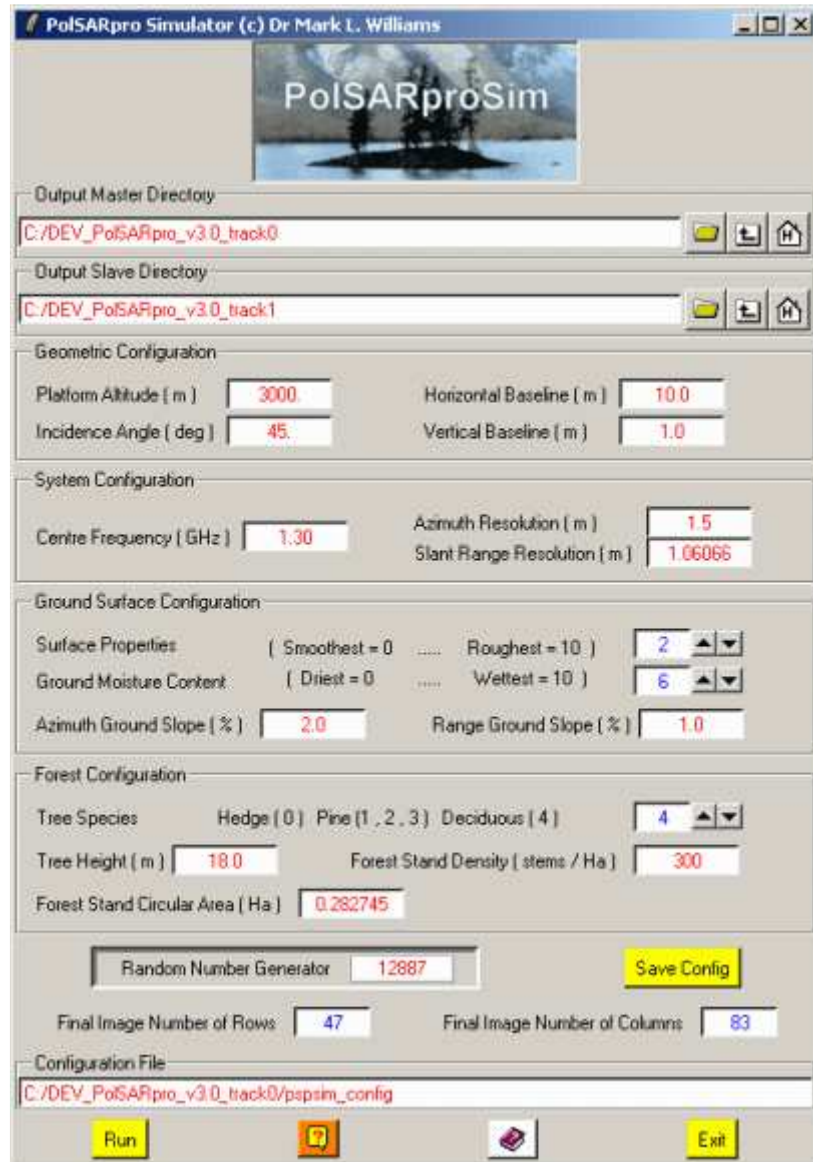 PolSARpro Simulator (c) Dr Mark L. Williams
PolSARproSim
Output Master Directory
C:/DEV_PolSARpro_v3.0_track0
Output Slave Directory
C:/DEV_PolSARpro_v3.0_track1
Geometric Configuration
Platform Altitude ( m ) 3000. Horizontal Baseline ( m ) 10.0
Incidence Angle ( deg ) 45. Vertical Baseline ( m ) 1.0
System Configuration
Centre Frequency ( GHz ) 1.30 Azimuth Resolution ( m ) 1.5
Slant Range Resolution ( m ) 1.06066
Ground Surface Configuration
Surface Properties ( Smoothest = 0 ..... Roughest = 10 ) 2
Ground Moisture Content ( Driest = 0 ..... Wettest = 10 ) 6
Azimuth Ground Slope ( % ) 2.0 Range Ground Slope ( % ) 1.0
Forest Configuration
Tree Species Hedge ( 0 ) Pine (1 , 2 , 3 ) Deciduous ( 4 ) 4
Tree Height ( m ) 18.0 Forest Stand Density ( stems / Ha ) 300
Forest Stand Circular Area ( Ha ) 0.282745
Random Number Generator 12887 Save Config
Final Image Number of Rows 47 Final Image Number of Columns 83
Configuration File
C:/DEV_PolSARpro_v3.0_track0/pspsim_config
Run ? Exit